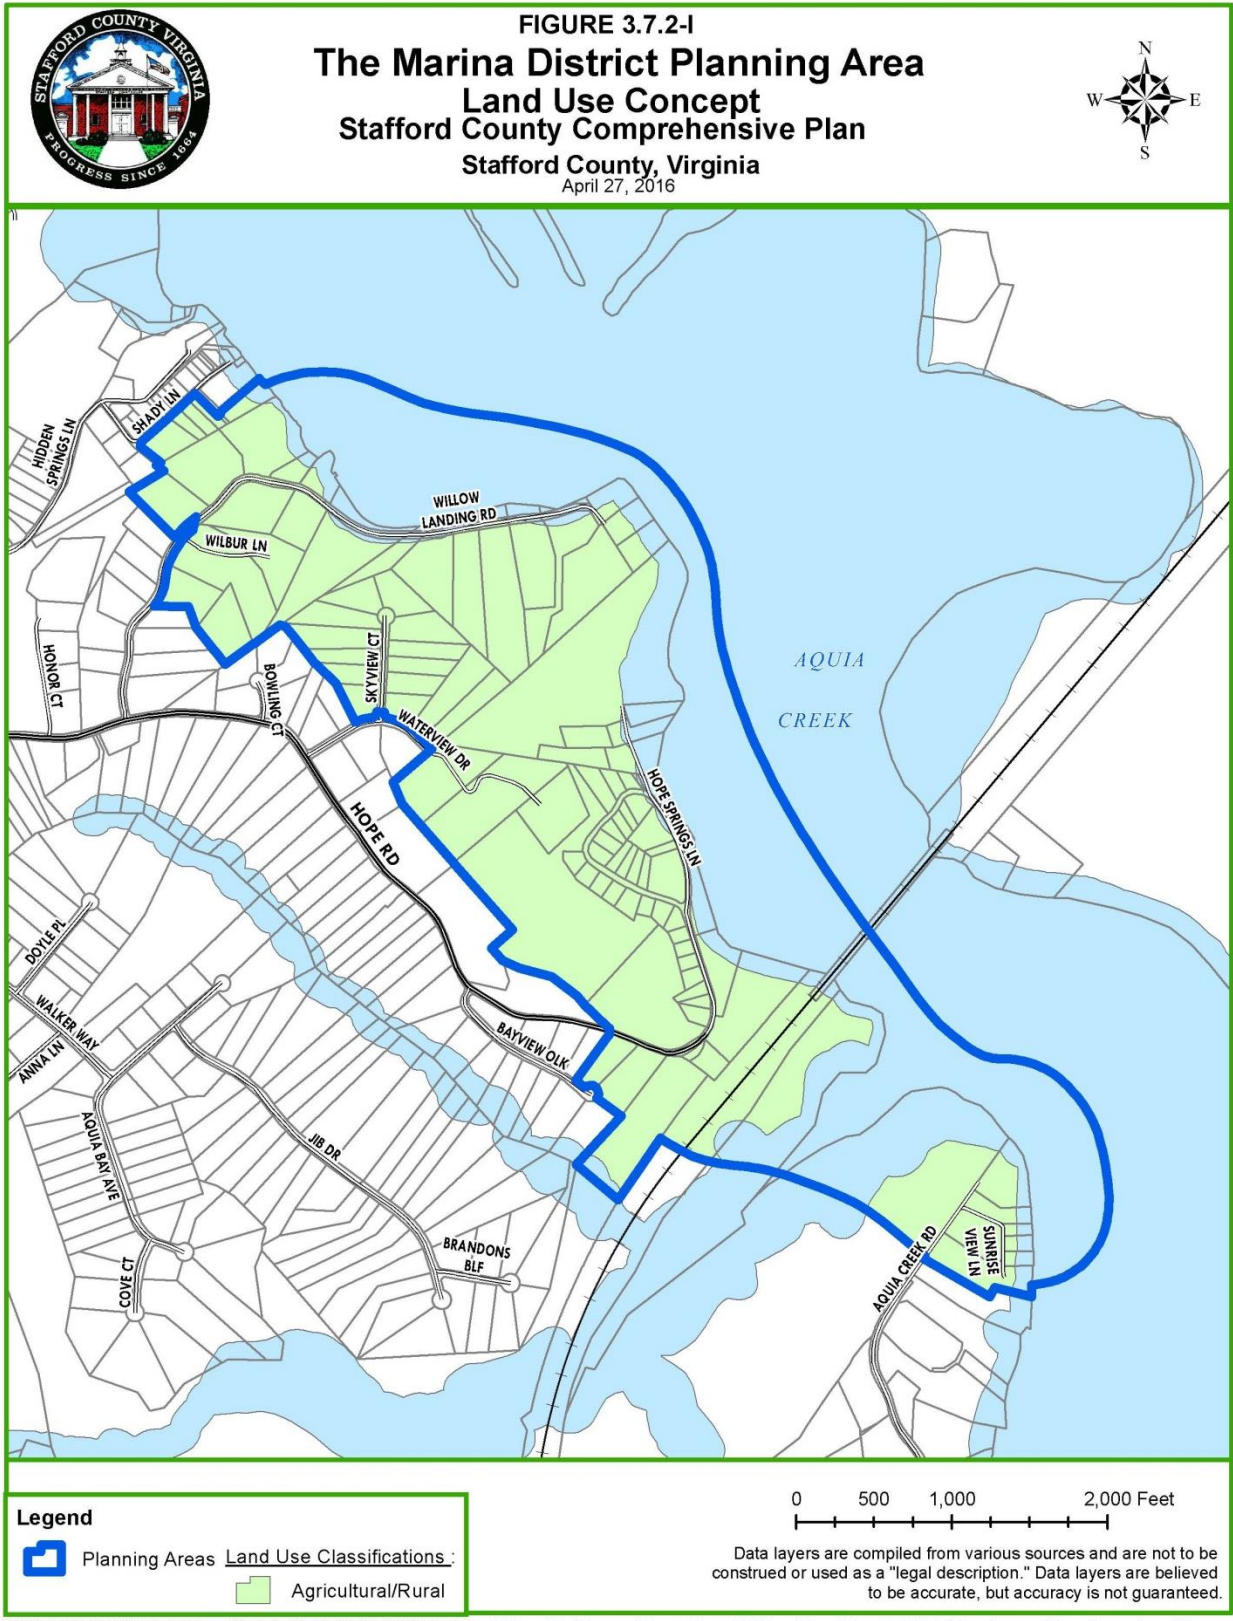 STAFFORD COUNTY VIRGINIA
PROGRESS SINCE 1664
FIGURE 3.7.2-I
The Marina District Planning Area
Land Use Concept
Stafford County Comprehensive Plan
Stafford County, Virginia
April 27, 2016
N
W
E
S
SHADY LN
HIDDEN
SPRINGS LN
WILLOW
LANDING RD
WILBUR LN
HONOR CT
BOWLING CT
SKYVIEW CT
WATERVIEW DR
AQUIA
CREEK
HOPE SPRINGS LN
HOPE RD
DOYLE PL
WALKER WAY
ANNA LN
BAYVIEW OLK
AQUIA BAY AVE
JIB DR
COVE CT
BRANDONS
BLF
AQUIA CREEK RD
SUNRISE
VIEW LN
Legend
Planning Areas
Land Use Classifications :
Agricultural/Rural
0 500 1,000 2,000 Feet
Data layers are compiled from various sources and are not to be
construed or used as a "legal description." Data layers are believed
to be accurate, but accuracy is not guaranteed.